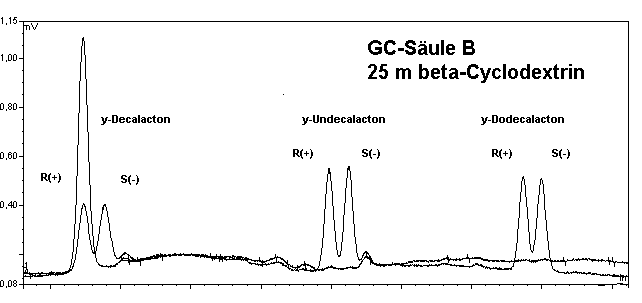 1,15
mV
GC-Säule B
25 m beta-Cyclodextrin
1,00
0,80
y-Decalacton
y-Undecalacton
y-Dodecalacton
0,60
R(+)
S(-)
R(+)
S(-)
R(+)
S(-)
0,40
0,08